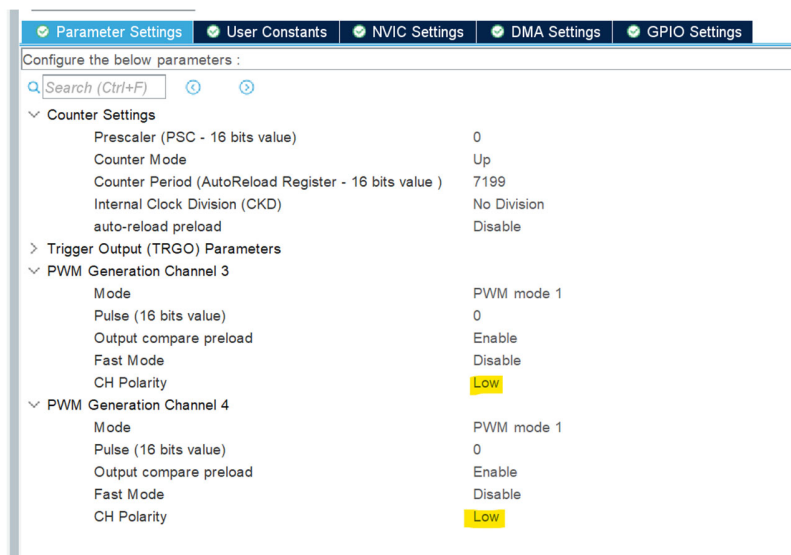 Parameter Settings User Constants NVIC Settings DMA Settings GPIO Settings
Configure the below parameters :
Search (Ctrl+F)
Counter Settings
Prescaler (PSC - 16 bits value) 0
Counter Mode Up
Counter Period (AutoReload Register - 16 bits value ) 7199
Internal Clock Division (CKD) No Division
auto-reload preload Disable
Trigger Output (TRGO) Parameters
PWM Generation Channel 3
Mode PWM mode 1
Pulse (16 bits value) 0
Output compare preload Enable
Fast Mode Disable
CH Polarity Low
PWM Generation Channel 4
Mode PWM mode 1
Pulse (16 bits value) 0
Output compare preload Enable
Fast Mode Disable
CH Polarity Low